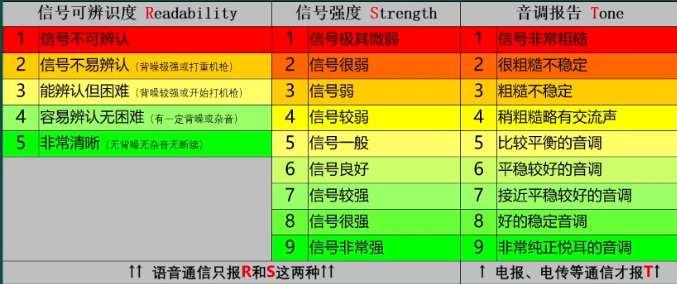 信号可辨识度 Readability 信号强度 Strength 音调报告 Tone
1 信号不可辨认 1 信号极其微弱 1 信号非常粗糙
2 信号不易辨认（背噪极强或打重机枪） 2 信号很弱 2 很粗糙不稳定
3 能辨认但困难（背噪较强或开始打机枪） 3 信号弱 3 粗糙不稳定
4 容易辨认无困难（有一定背噪或杂音） 4 信号较弱 4 稍粗糙略有交流声
5 非常清晰（无背噪无杂音无断续） 5 信号一般 5 比较平衡的音调
6 信号良好 6 平稳较好的音调
7 信号较强 7 接近平稳较好的音调
8 信号很强 8 好的稳定音调
9 信号非常强 9 非常纯正悦耳的音调
↑↑ 语音通信只报R和S这两种↑↑ ↑ 电报、电传等通信才报T↑